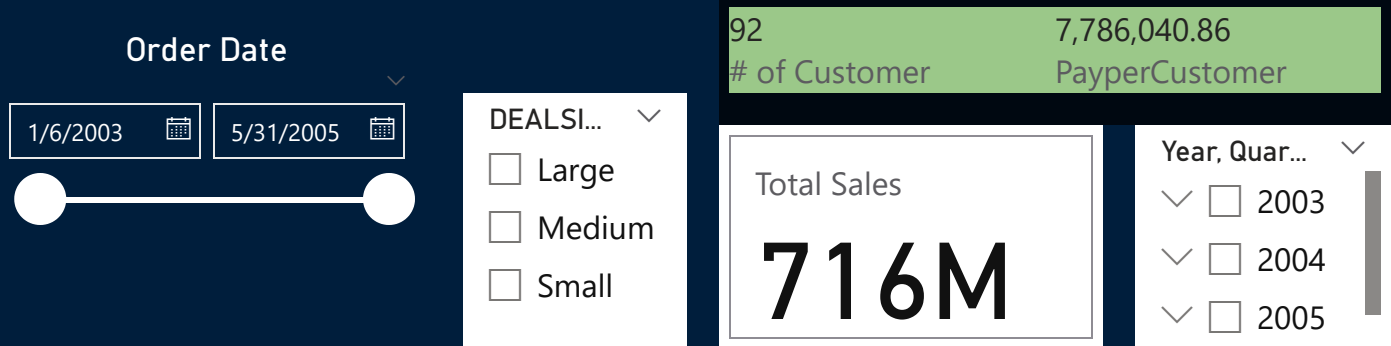 Order Date
1/6/2003
5/31/2005
DEALSI...
Large
Medium
Small
92
# of Customer
7,786,040.86
PayperCustomer
Total Sales
716M
Year, Quar...
2003
2004
2005